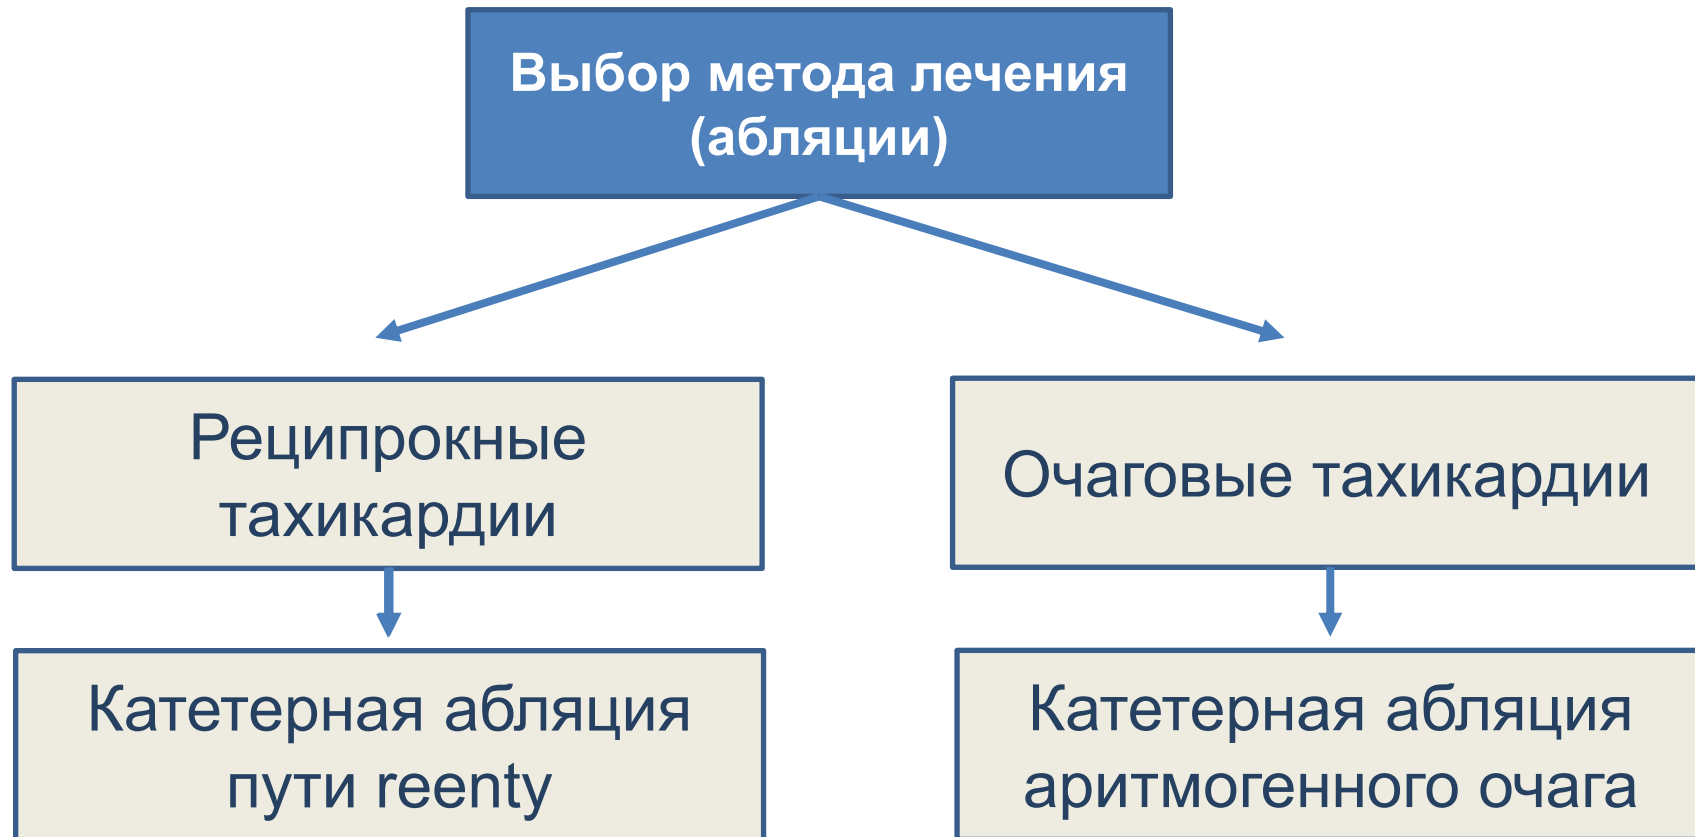 Выбор метода лечения
(абляции)
Реципрокные
тахикардии
Очаговые тахикардии
Катетерная абляция
пути reenty
Катетерная абляция
аритмогенного очага